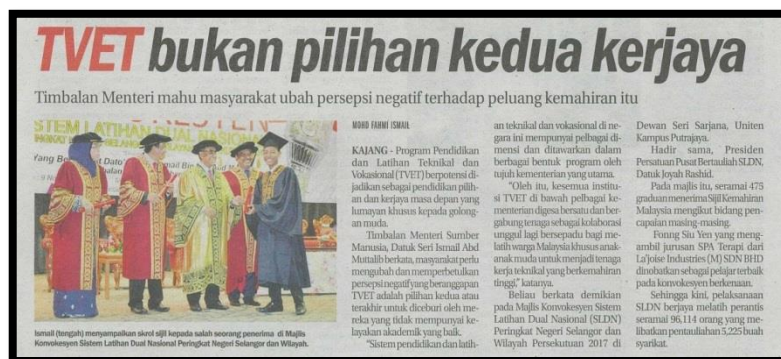 TVET bukan pilihan kedua kerjaya
Timbalan Menteri mahu masyarakat ubah persepsi negatif terhadap peluang kemahiran itu
STEM LATIHAN DUAL NASIONAL
Ismail (tengah) menyampaikan skrol sijil kepada salah seorang penerima di Majlis
Konvokesyen Sistem Latihan Dual Nasional Peringkat Negeri Selangor dan Wilayah.
MOHD FAHMI ISMAIL
KAJANG - Program Pendidikan
dan Latihan Teknikal dan
Vokasional (TVET) berpotensi di-
jadikan sebagai pendidikan pilih-
an dan kerjaya masa depan yang
lumayan khusus kepada golong-
an muda.
Timbalan Menteri Sumber
Manusia, Datuk Seri Ismail Abd
Muttalib berkata, masyarakat perlu
mengubah dan memperbetulkan
persepsi negatif yang beranggapan
TVET adalah pilihan kedua atau
terakhir untuk diceburi oleh me-
reka yang tidak mempunyai ke-
layakan akademik yang baik.
"Sistem pendidikan dan latih-
an teknikal dan vokasional di ne-
gara ini mempunyai pelbagai di-
mensi dan ditawarkan dalam
berbagai bentuk program oleh
tujuh kementerian yang utama.
"Oleh itu, kesemua institu-
si TVET di bawah pelbagai ke-
menterian digesa bersatu dan ber-
gabung tenaga sebagai kolaborasi
unggul lagi bersepadu bagi me-
latih warga Malaysia khusus anak-
anak muda untuk menjadi tenaga
kerja teknikal yang berkemahiran
tinggi," katanya.
Beliau berkata demikian
pada Majlis Konvokesyen Sistem
Latihan Dual Nasional (SLDN)
Peringkat Negeri Selangor dan
Wilayah Persekutuan 2017 di
Dewan Seri Sarjana, Uniten
Kampus Putrajaya.
Hadir sama, Presiden
Persatuan Pusat Bertauliah SLDN,
Datuk Joyah Rashid.
Pada majlis itu, seramai 475
graduan menerima Sijil Kemahiran
Malaysia mengikut bidang pen-
capaian masing-masing.
Fuung Siu Yen yang meng-
ambil jurusan SPA Terapi dari
La'joise Industries (M) SDN BHD
dinobatkan sebagai pelajar terbaik
pada konvokesyen berkenaan.
Sehingga kini, pelaksanaan
SLDN berjaya melatih perantis
seramai 96,114 orang yang me-
libatkan pentauliahan 3,225 buah
syarikat.